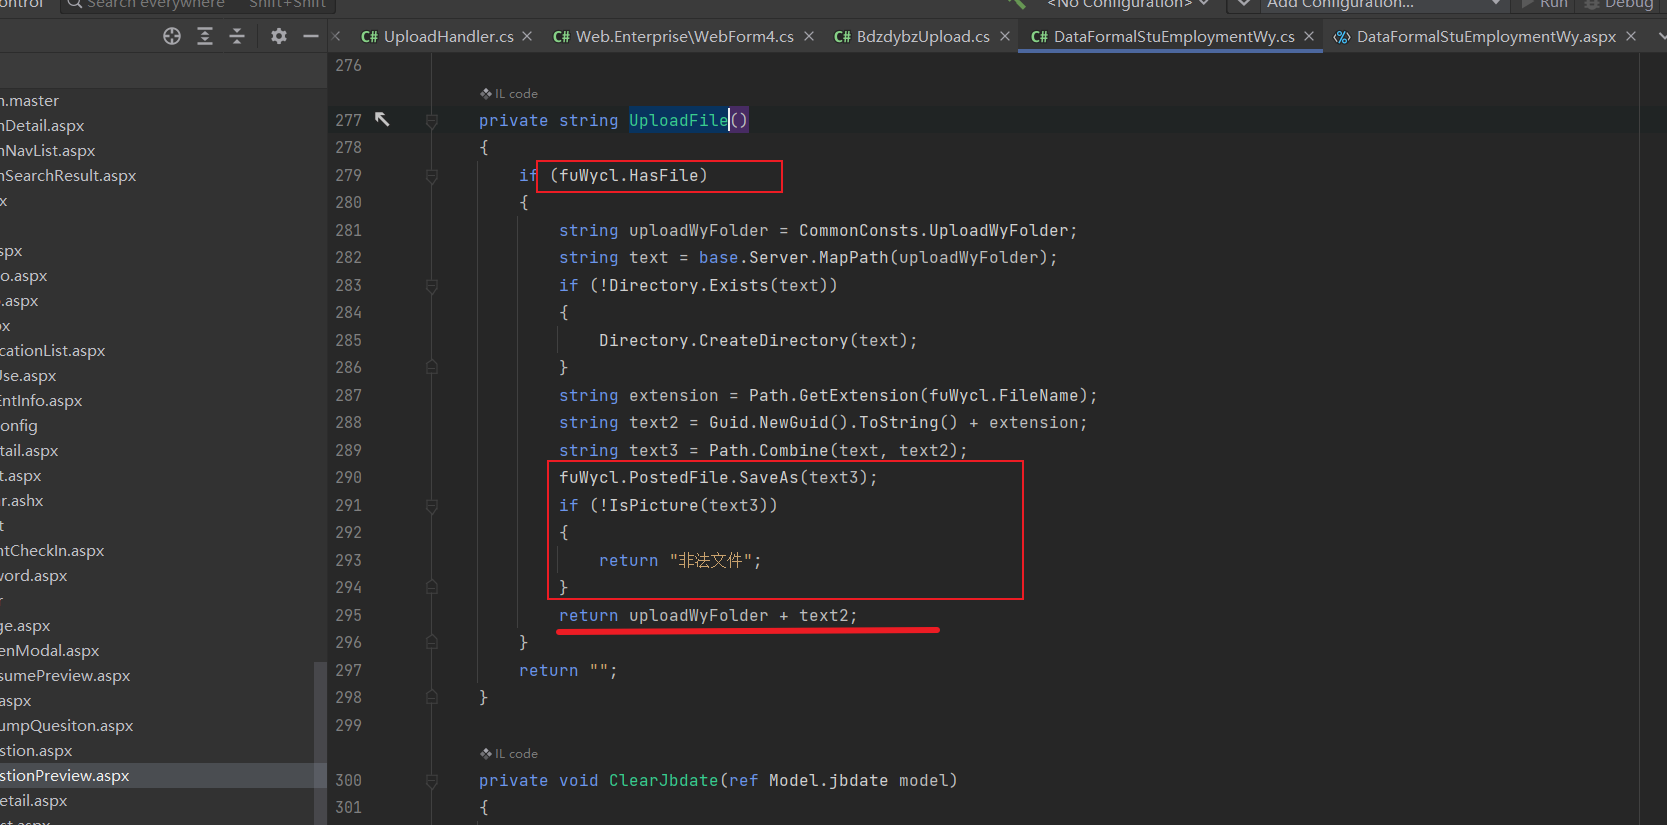 ontrol
Search everywhere Shift+Shift
<No Configuration>
Add Configuration...
Run
Debug
C# UploadHandler.cs
C# Web.Enterprise\WebForm4.cs
C# BdzdybzUpload.cs
C# DataFormalStuEmploymentWy.cs
DataFormalStuEmploymentWy.aspx
n.master
nDetail.aspx
nNavList.aspx
nSearchResult.aspx
x
spx
o.aspx
.aspx
px
cationList.aspx
Jse.aspx
EntInfo.aspx
onfig
tail.aspx
t.aspx
ar.ashx
t
ntCheckIn.aspx
word.aspx
r
ge.aspx
enModal.aspx
sumePreview.aspx
aspx
umpQuesiton.aspx
stion.aspx
stionPreview.aspx
etail.aspx
st.aspx
276
IL code
277 private string UploadFile()
278 {
279 if (fuWycl.HasFile)
280 {
281 string uploadWyFolder = CommonConsts.UploadWyFolder;
282 string text = base.Server.MapPath(uploadWyFolder);
283 if (!Directory.Exists(text))
284 {
285 Directory.CreateDirectory(text);
286 }
287 string extension = Path.GetExtension(fuWycl.FileName);
288 string text2 = Guid.NewGuid().ToString() + extension;
289 string text3 = Path.Combine(text, text2);
290 fuWycl.PostedFile.SaveAs(text3);
291 if (!IsPicture(text3))
292 {
293 return "非法文件";
294 }
295 return uploadWyFolder + text2;
296 }
297 return "";
298 }
299
IL code
300 private void ClearJbdate(ref Model.jbdate model)
301 {